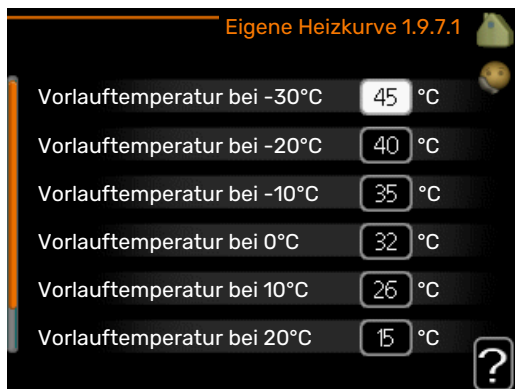 Eigene Heizkurve 1.9.7.1
Vorlauftemperatur bei -30°C 45 °C
Vorlauftemperatur bei -20°C 40 °C
Vorlauftemperatur bei -10°C 35 °C
Vorlauftemperatur bei 0°C 32 °C
Vorlauftemperatur bei 10°C 26 °C
Vorlauftemperatur bei 20°C 15 °C
?